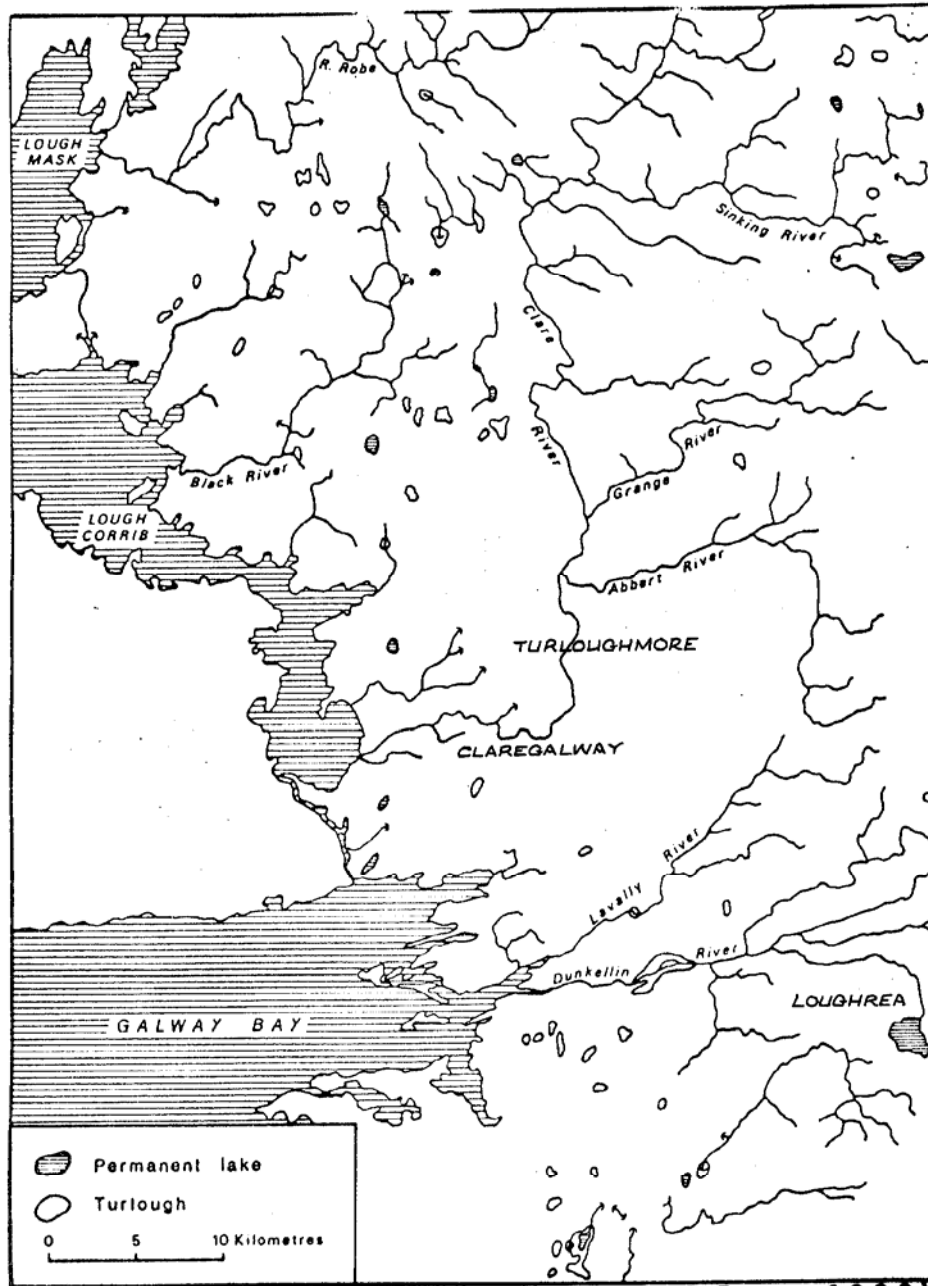 R. Robe
LOUGH
MASK
Sinking River
Clare
River
River
Grange
Black River
LOUGH
CORRIB
Abbert River
TURLOUGHMORE
CLAREGALWAY
River
Lavally
River
Dunkellin
LOUGHREA
GALWAY BAY
Permanent lake
Turlough
0 5 10 Kilometres